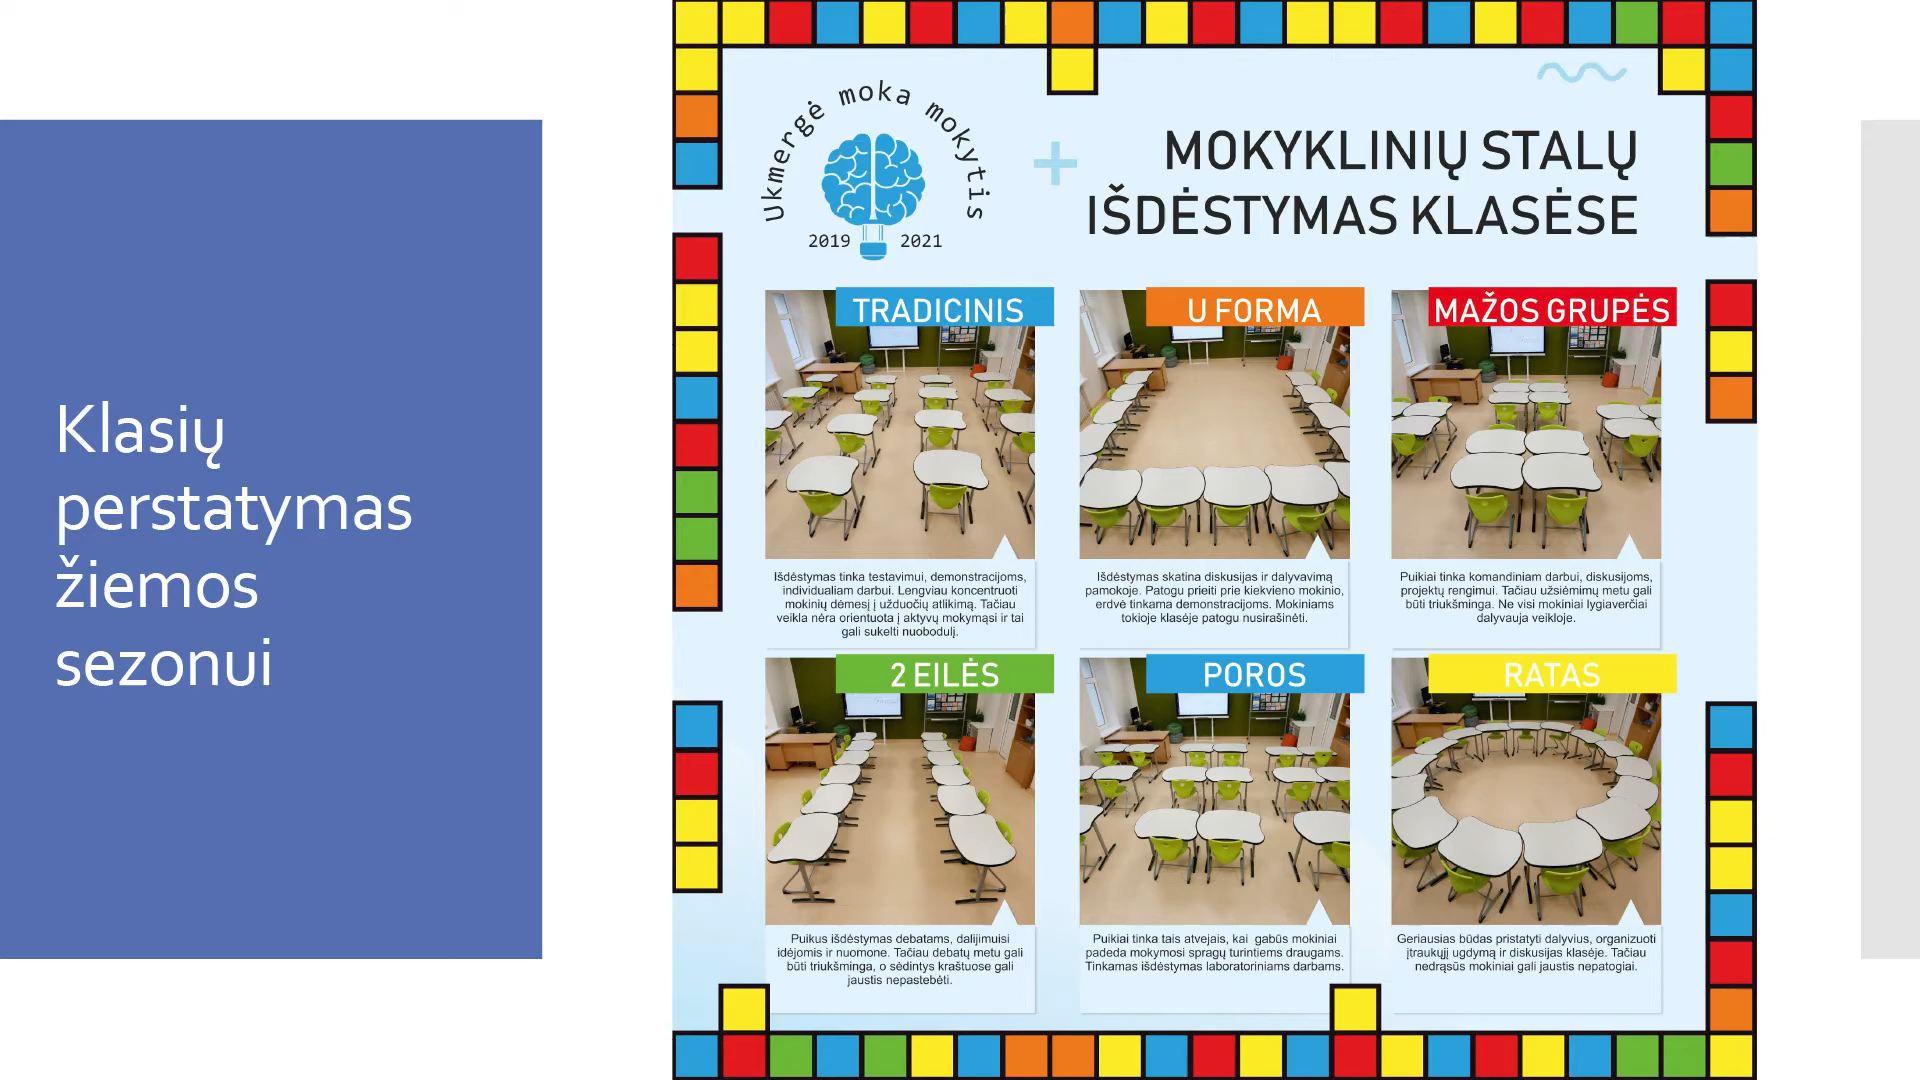 Klasių
perstatymas
žiemos
sezonui
Ukmergė moka mokytis
2019 2021
MOKYKLINIŲ STALŲ
IŠDĖSTYMAS KLASĖSE
TRADICINIS
Išdėstymas tinka testavimui, demonstracijoms,
individualiam darbui. Lengviau koncentruoti
mokinių dėmesį į užduočių atlikimą. Tačiau
veikla nėra orientuota į aktyvų mokymąsi ir tai
gali sukelti nuobodulį.
U FORMA
Išdėstymas skatina diskusijas ir dalyvavimą
pamokoje. Patogu prieiti prie kiekvieno mokinio,
erdvė tinkama demonstracijoms. Mokiniams
tokioje klasėje patogu nusirašinėti.
MAŽOS GRUPĖS
Puikiai tinka komandiniam darbui, diskusijoms,
projektų rengimui. Tačiau užsiėmimų metu gali
būti triukšminga. Ne visi mokiniai lygiaverčiai
dalyvauja veikloje.
2 EILĖS
Puikus išdėstymas debatams, dalijimuisi
idėjomis ir nuomone. Tačiau debatų metu gali
būti triukšminga, o sėdintys kraštuose gali
jaustis nepastebėti.
POROS
Puikiai tinka tais atvejais, kai gabūs mokiniai
padeda mokymosi spragų turintiems draugams.
Tinkamas išdėstymas laboratoriniams darbams.
RATAS
Geriausias būdas pristatyti dalyvius, organizuoti
įtraukųjį ugdymą ir diskusijas klasėje. Tačiau
nedrąsūs mokiniai gali jaustis nepatogiai.